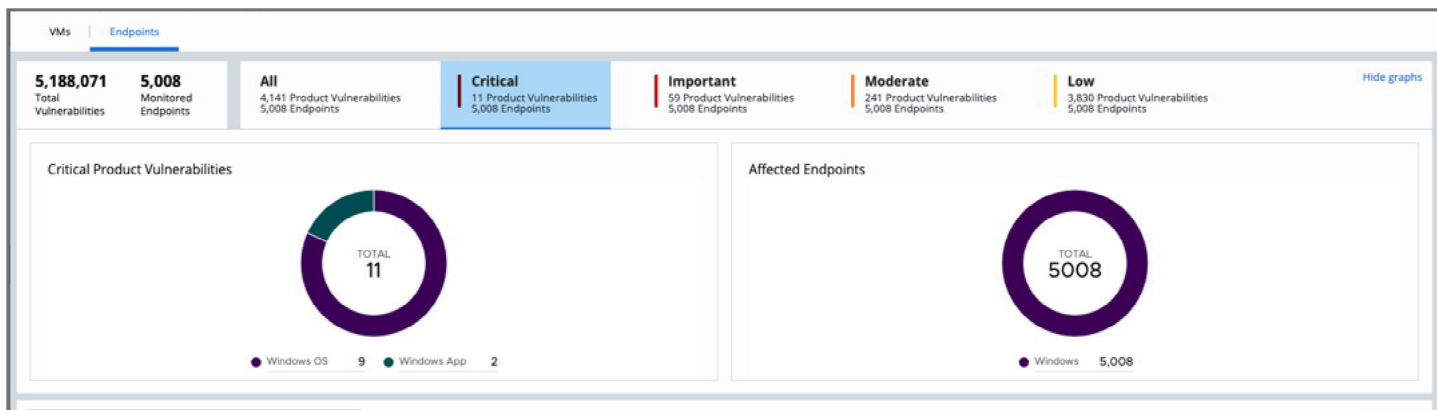 VMs
Endpoints
5,188,071
Total
Vulnerabilities
5,008
Monitored
Endpoints
All
4,141 Product Vulnerabilities
5,008 Endpoints
Critical
11 Product Vulnerabilities
5,008 Endpoints
Important
59 Product Vulnerabilities
5,008 Endpoints
Moderate
241 Product Vulnerabilities
5,008 Endpoints
Low
3,830 Product Vulnerabilities
5,008 Endpoints
Hide graphs
Critical Product Vulnerabilities
TOTAL
11
Windows OS 9
Windows App 2
Affected Endpoints
TOTAL
5008
Windows 5,008